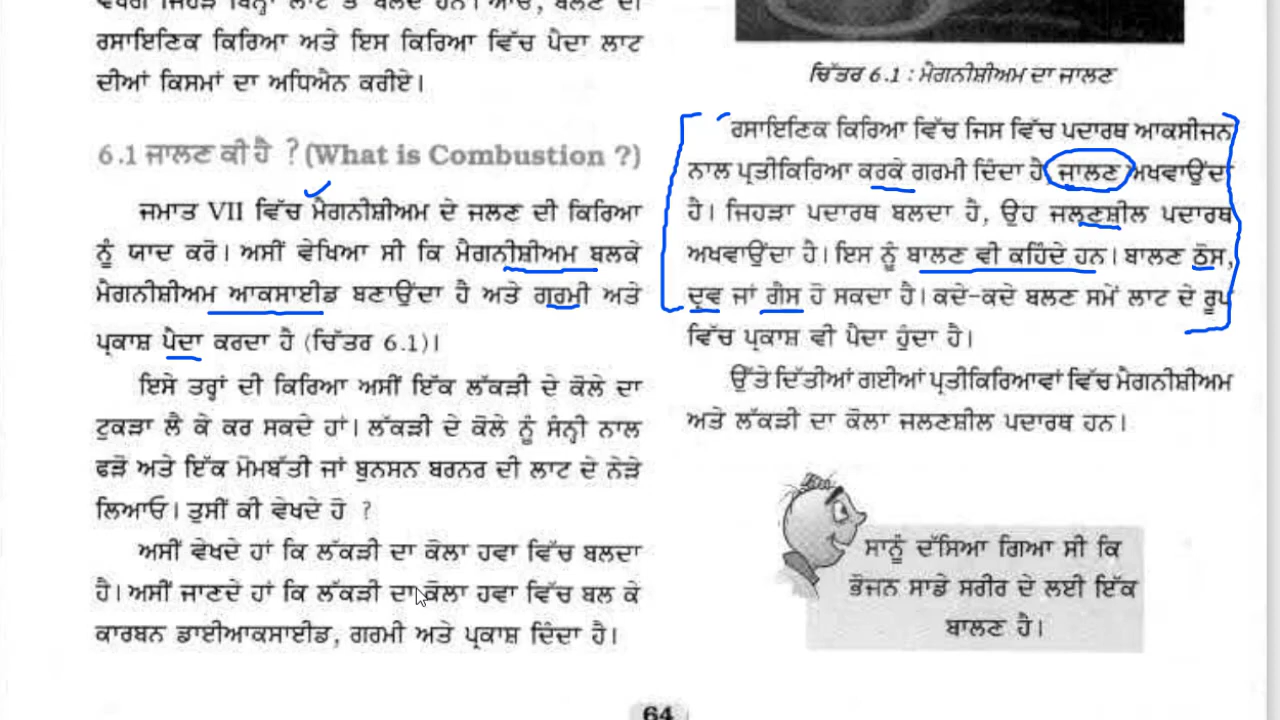 ਵਿੱਚ ਜਿਹੜੇ ਬਿਨ੍ਹਾਂ ਲਾਟ ਤੋਂ ਬਲਦੇ ਹਨ। ਆਓ, ਬਲਣ ਦੀ
ਰਸਾਇਣਿਕ ਕਿਰਿਆ ਅਤੇ ਇਸ ਕਿਰਿਆ ਵਿੱਚ ਪੈਦਾ ਲਾਟ
ਦੀਆਂ ਕਿਸਮਾਂ ਦਾ ਅਧਿਐਨ ਕਰੀਏ।
6.1 ਜਾਲਣ ਕੀ ਹੈ ? (What is Combustion ?)
ਜਮਾਤ VII ਵਿੱਚ ਮੈਗਨੀਸ਼ੀਅਮ ਦੇ ਜਲਣ ਦੀ ਕਿਰਿਆ
ਨੂੰ ਯਾਦ ਕਰੋ। ਅਸੀਂ ਵੇਖਿਆ ਸੀ ਕਿ ਮੈਗਨੀਸ਼ੀਅਮ ਬਲਕੇ
ਮੈਗਨੀਸ਼ੀਅਮ ਆਕਸਾਈਡ ਬਣਾਉਂਦਾ ਹੈ ਅਤੇ ਗਰਮੀ ਅਤੇ
ਪ੍ਰਕਾਸ਼ ਪੈਦਾ ਕਰਦਾ ਹੈ (ਚਿੱਤਰ 6.1)।
ਇਸੇ ਤਰ੍ਹਾਂ ਦੀ ਕਿਰਿਆ ਅਸੀਂ ਇੱਕ ਲੱਕੜੀ ਦੇ ਕੋਲੇ ਦਾ
ਟੁਕੜਾ ਲੈ ਕੇ ਕਰ ਸਕਦੇ ਹਾਂ। ਲੱਕੜੀ ਦੇ ਕੋਲੇ ਨੂੰ ਸੰਨ੍ਹੀ ਨਾਲ
ਫੜੋ ਅਤੇ ਇੱਕ ਮੋਮਬੱਤੀ ਜਾਂ ਬੁਨਸਨ ਬਰਨਰ ਦੀ ਲਾਟ ਦੇ ਨੇੜੇ
ਲਿਆਓ। ਤੁਸੀਂ ਕੀ ਵੇਖਦੇ ਹੋ ?
ਅਸੀਂ ਵੇਖਦੇ ਹਾਂ ਕਿ ਲੱਕੜੀ ਦਾ ਕੋਲਾ ਹਵਾ ਵਿੱਚ ਬਲਦਾ
ਹੈ। ਅਸੀਂ ਜਾਣਦੇ ਹਾਂ ਕਿ ਲੱਕੜੀ ਦਾ ਕੋਲਾ ਹਵਾ ਵਿੱਚ ਬਲ ਕੇ
ਕਾਰਬਨ ਡਾਈਆਕਸਾਈਡ, ਗਰਮੀ ਅਤੇ ਪ੍ਰਕਾਸ਼ ਦਿੰਦਾ ਹੈ।
ਚਿੱਤਰ 6.1 : ਮੈਗਨੀਸ਼ੀਅਮ ਦਾ ਜਾਲਣ
ਰਸਾਇਣਿਕ ਕਿਰਿਆ ਵਿੱਚ ਜਿਸ ਵਿੱਚ ਪਦਾਰਥ ਆਕਸੀਜਨ
ਨਾਲ ਪ੍ਰਤੀਕਿਰਿਆ ਕਰਕੇ ਗਰਮੀ ਦਿੰਦਾ ਹੈ, ਜਾਲਣ ਅਖਵਾਉਂਦਾ
ਹੈ। ਜਿਹੜਾ ਪਦਾਰਥ ਬਲਦਾ ਹੈ, ਉਹ ਜਲਣਸ਼ੀਲ ਪਦਾਰਥ
ਅਖਵਾਉਂਦਾ ਹੈ। ਇਸ ਨੂੰ ਬਾਲਣ ਵੀ ਕਹਿੰਦੇ ਹਨ। ਬਾਲਣ ਠੋਸ,
ਦ੍ਰਵ ਜਾਂ ਗੈਸ ਹੋ ਸਕਦਾ ਹੈ। ਕਦੇ-ਕਦੇ ਬਲਣ ਸਮੇਂ ਲਾਟ ਦੇ ਰੂਪ
ਵਿੱਚ ਪ੍ਰਕਾਸ਼ ਵੀ ਪੈਦਾ ਹੁੰਦਾ ਹੈ।
ਉੱਤੇ ਦਿੱਤੀਆਂ ਗਈਆਂ ਪ੍ਰਤੀਕਿਰਿਆਵਾਂ ਵਿੱਚ ਮੈਗਨੀਸ਼ੀਅਮ
ਅਤੇ ਲੱਕੜੀ ਦਾ ਕੋਲਾ ਜਲਣਸ਼ੀਲ ਪਦਾਰਥ ਹਨ।
ਸਾਨੂੰ ਦੱਸਿਆ ਗਿਆ ਸੀ ਕਿ
ਭੋਜਨ ਸਾਡੇ ਸਰੀਰ ਦੇ ਲਈ ਇੱਕ
ਬਾਲਣ ਹੈ।
64